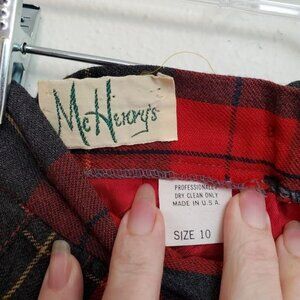 McHenry's
PROFESSIONALLY
DRY CLEAN ONLY
MADE IN U.S.A.
SIZE 10